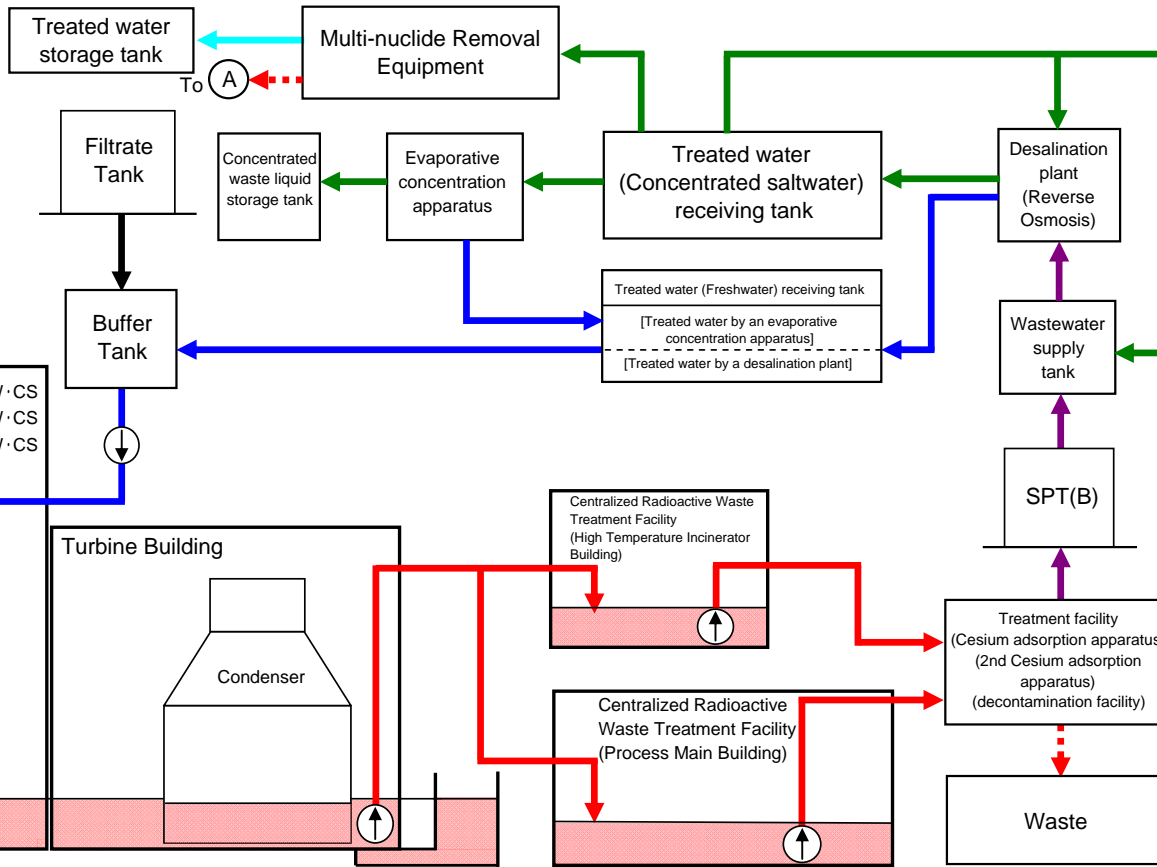 Treated water
storage tank
Multi-nuclide Removal
Equipment
To
A
Filtrate
Tank
Concentrated
waste liquid
storage tank
Evaporative
concentration
apparatus
Treated water
(Concentrated saltwater)
receiving tank
Desalination
plant
(Reverse
Osmosis)
Buffer
Tank
Treated water (Freshwater) receiving tank
[Treated water by an evaporative
concentration apparatus]
[Treated water by a desalination plant]
Wastewater
supply
tank
CS
CS
CS
SPT(B)
Turbine Building
Condenser
Centralized Radioactive Waste
Treatment Facility
(High Temperature Incinerator
Building)
Centralized Radioactive
Waste Treatment Facility
(Process Main Building)
Treatment facility
(Cesium adsorption apparatus
(2nd Cesium adsorption
apparatus)
(decontamination facility)
Waste